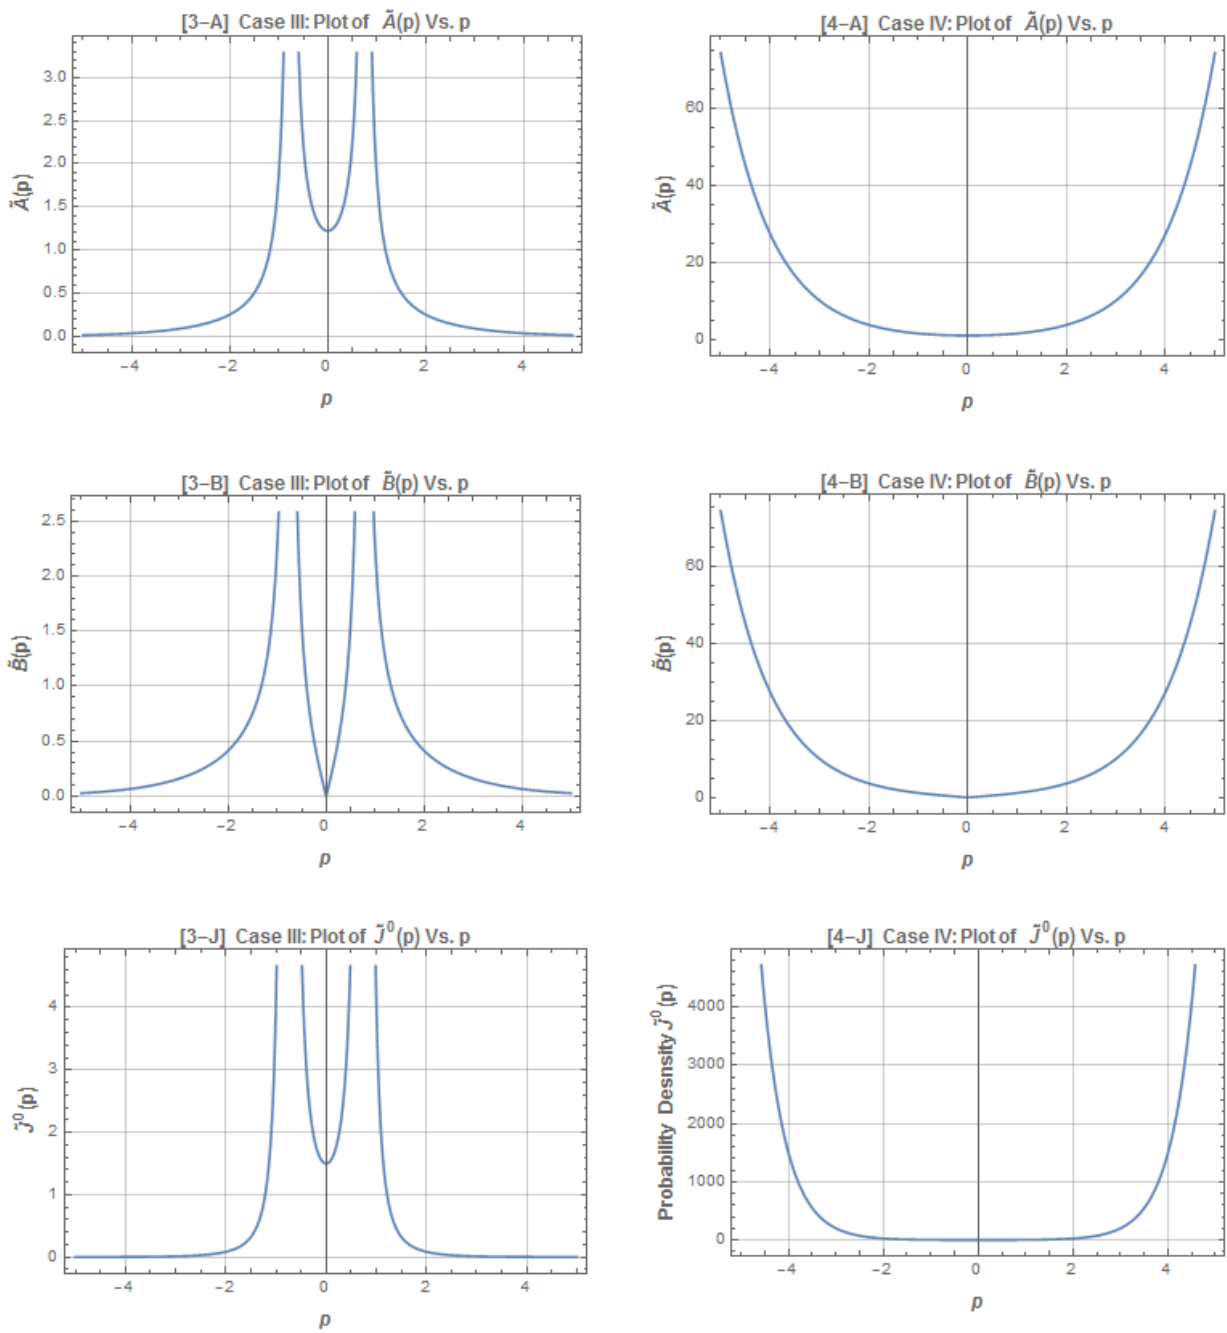 [3–A] Case III: Plot of Ã(p) Vs. p
3.0
2.5
2.0
1.5
1.0
0.5
0.0
Ã(p)
−4 −2 0 2 4
p
[4–A] Case IV: Plot of Ã(p) Vs. p
60
40
20
0
Ã(p)
−4 −2 0 2 4
p
[3–B] Case III: Plot of B̃(p) Vs. p
2.5
2.0
1.5
1.0
0.5
0.0
B̃(p)
−4 −2 0 2 4
p
[4–B] Case IV: Plot of B̃(p) Vs. p
60
40
20
0
B̃(p)
−4 −2 0 2 4
p
[3–J] Case III: Plot of J̃⁰(p) Vs. p
4
3
2
1
0
J̃⁰(p)
−4 −2 0 2 4
p
[4–J] Case IV: Plot of J̃⁰(p) Vs. p
4000
3000
2000
1000
0
Probability Desnsity J̃⁰(p)
−4 −2 0 2 4
p